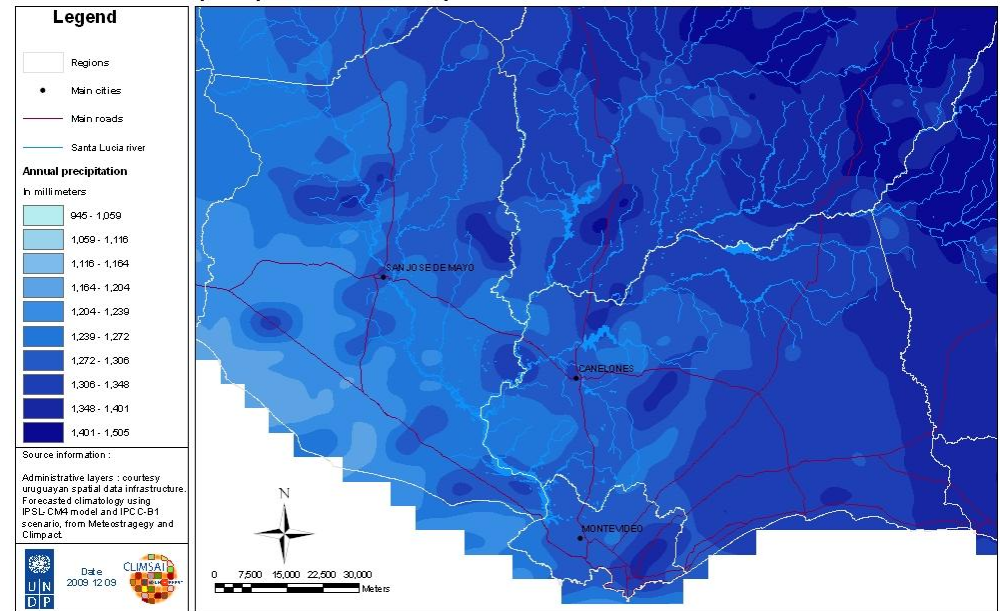 Legend
Regions
Main cities
Main roads
Santa Lucia river
Annual precipitation
In millimeters
945 - 1,059
1,059 - 1,116
1,116 - 1,164
1,164 - 1,204
1,204 - 1,239
1,239 - 1,272
1,272 - 1,306
1,306 - 1,348
1,348 - 1,401
1,401 - 1,505
Source information :
Administrative layers : courtesy
uruguayan spatial data infrastructure.
Forecasted climatology using
IPSL-CM4 model and IPCC-B1
scenario, from Meteostragegy and
Climpact.
U N
D P
Date
2009 12 09
CLIMSAT
SAN JOSE DE MAYO
CANELONES
MONTEVIDEO
N
0 7,500 15,000 22,500 30,000
Meters